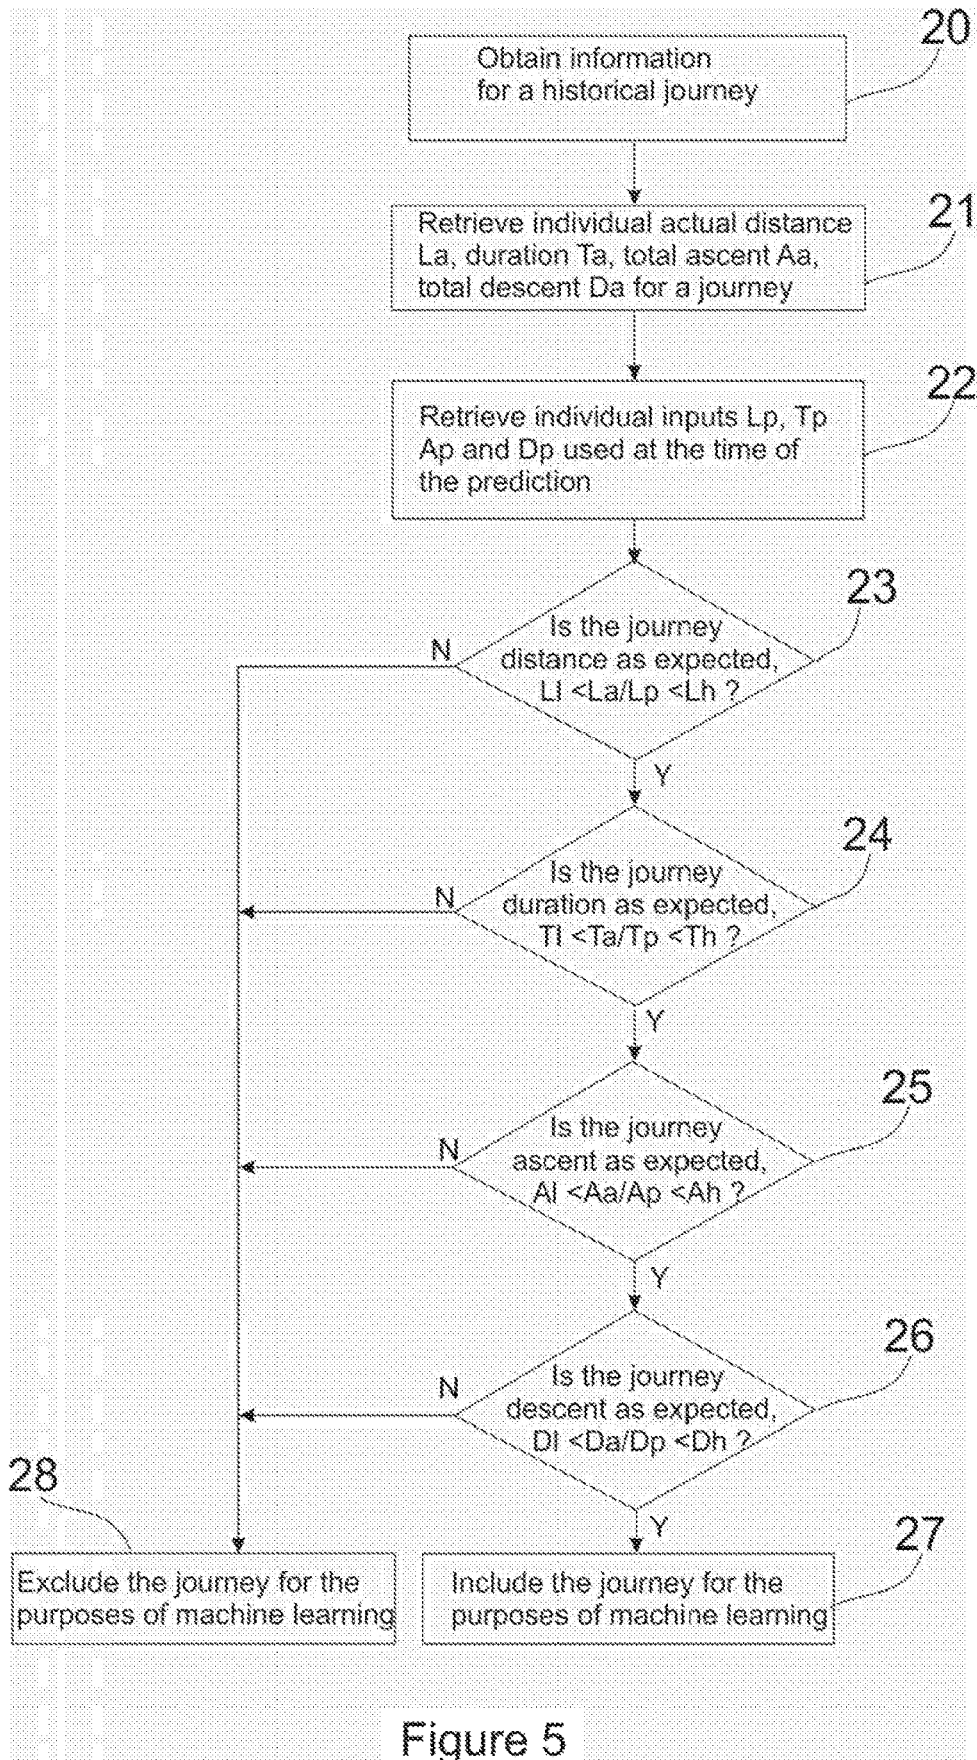 20
Obtain information
for a historical journey
21
Retrieve individual actual distance
La, duration Ta, total ascent Aa,
total descent Da for a journey
22
Retrieve individual inputs Lp, Tp
Ap and Dp used at the time of
the prediction
23
Is the journey
distance as expected,
Ll <La/Lp <Lh ?
N
Y
24
Is the journey
duration as expected,
Tl <Ta/Tp <Th ?
N
Y
25
Is the journey
ascent as expected,
Al <Aa/Ap <Ah ?
N
Y
26
Is the journey
descent as expected,
Dl <Da/Dp <Dh ?
N
Y
28
Exclude the journey for the
purposes of machine learning
27
Include the journey for the
purposes of machine learning
Figure 5